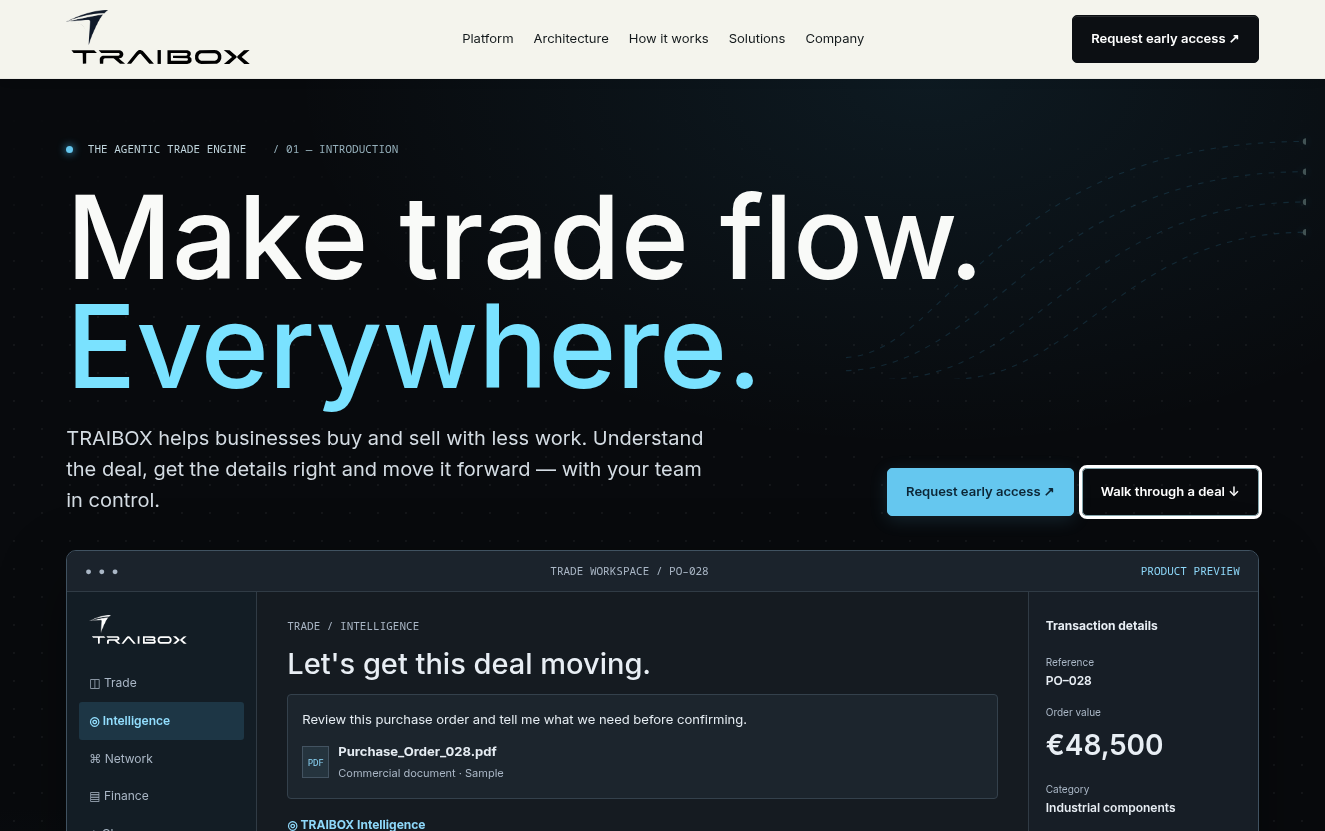 TRAIBOX
Platform
Architecture
How it works
Solutions
Company
Request early access ↗
THE AGENTIC TRADE ENGINE / 01 — INTRODUCTION
Make trade flow.
Everywhere.
TRAIBOX helps businesses buy and sell with less work. Understand
the deal, get the details right and move it forward — with your team
in control.
Request early access ↗
Walk through a deal ↓
TRADE WORKSPACE / PO–028
PRODUCT PREVIEW
TRAIBOX
Trade
Intelligence
Network
Finance
TRADE / INTELLIGENCE
Let's get this deal moving.
Review this purchase order and tell me what we need before confirming.
PDF
Purchase_Order_028.pdf
Commercial document · Sample
TRAIBOX Intelligence
Transaction details
Reference
PO–028
Order value
€48,500
Category
Industrial components